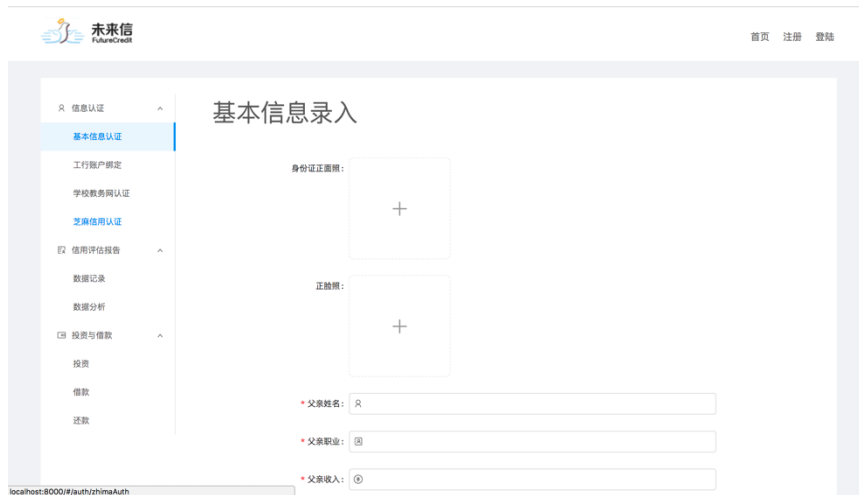 未来信
FutureCredit
首页 注册 登陆
信息认证
基本信息认证
工行账户绑定
学校教务网认证
芝麻信用认证
信用评估报告
数据记录
数据分析
投资与借款
投资
借款
还款
基本信息录入
身份证正面照:
正脸照:
* 父亲姓名:
* 父亲职业:
* 父亲收入:
localhost:8000/#/auth/zhimaAuth